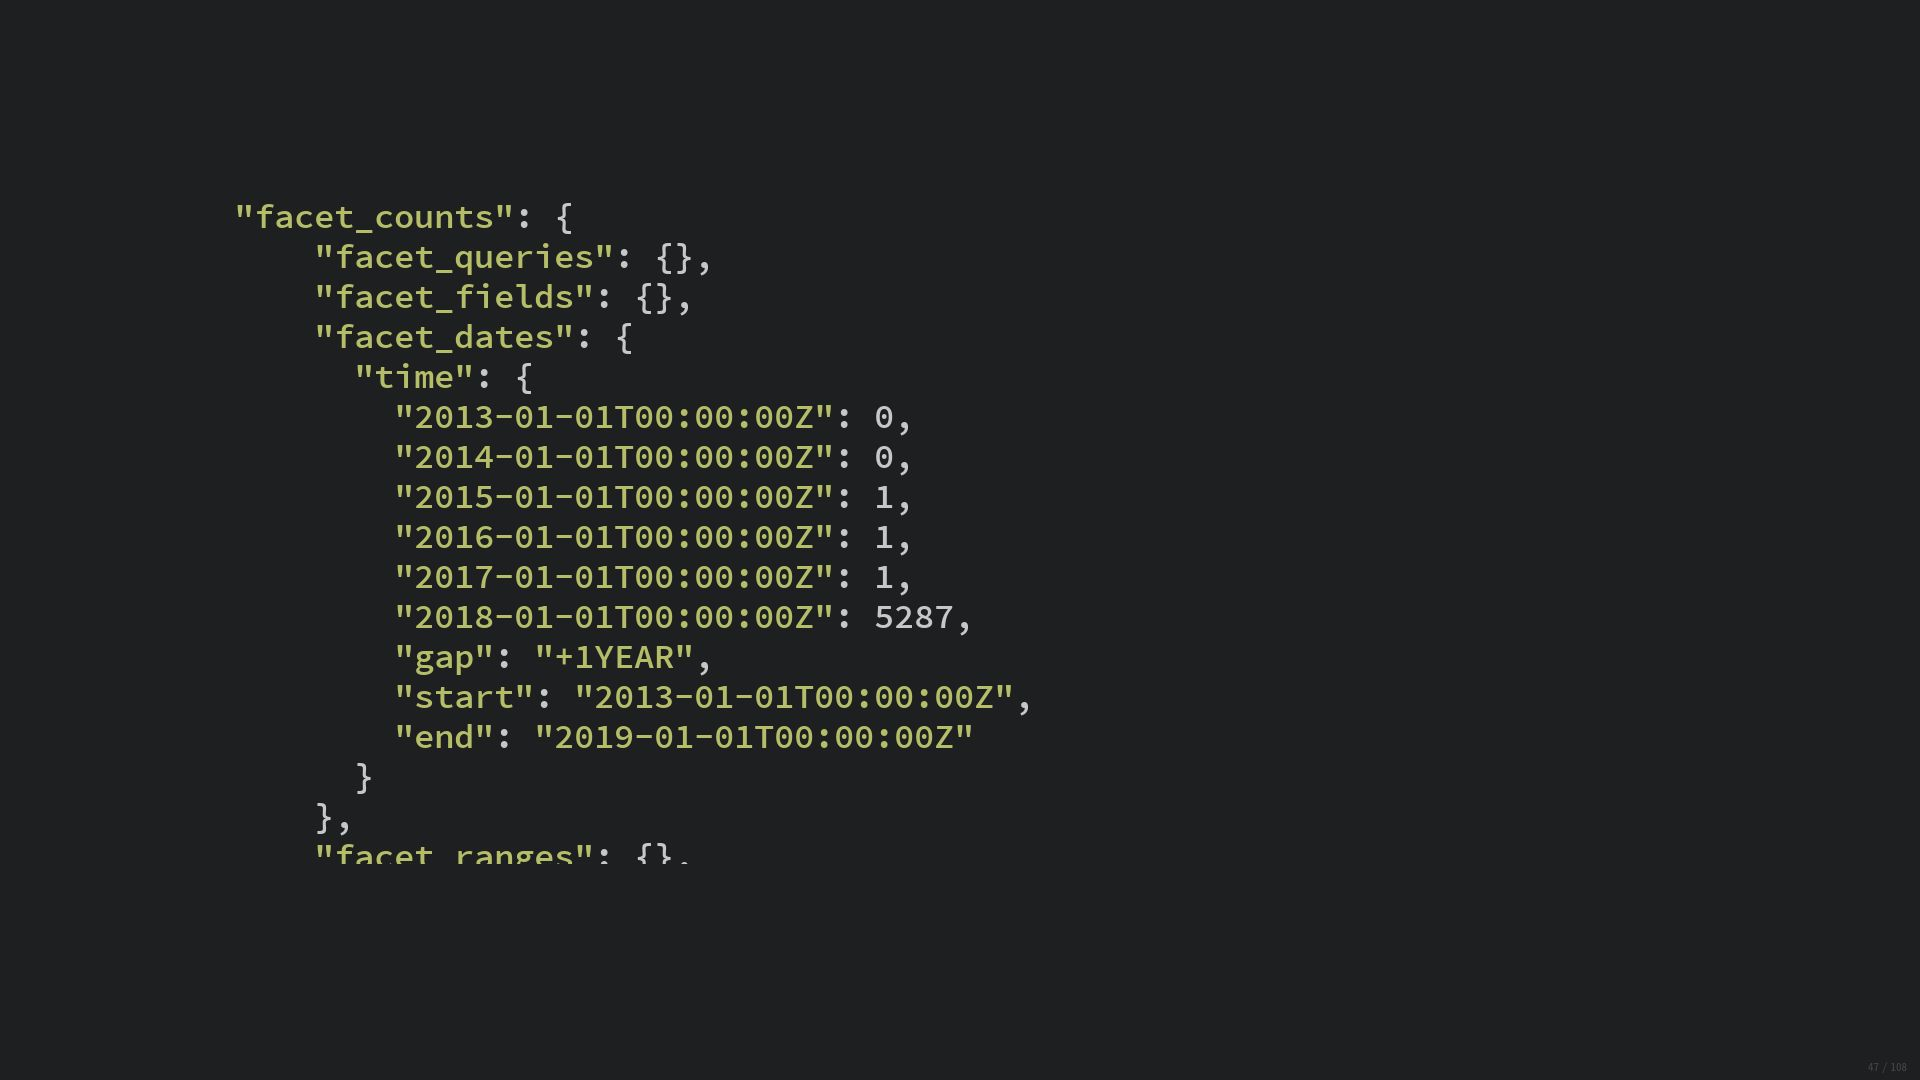 "facet_counts": {
"facet_queries": {},
"facet_fields": {},
"facet_dates": {
"time": {
"2013-01-01T00:00:00Z": 0,
"2014-01-01T00:00:00Z": 0,
"2015-01-01T00:00:00Z": 1,
"2016-01-01T00:00:00Z": 1,
"2017-01-01T00:00:00Z": 1,
"2018-01-01T00:00:00Z": 5287,
"gap": "+1YEAR",
"start": "2013-01-01T00:00:00Z",
"end": "2019-01-01T00:00:00Z"
}
},
"facet_ranges": {},
47 / 108